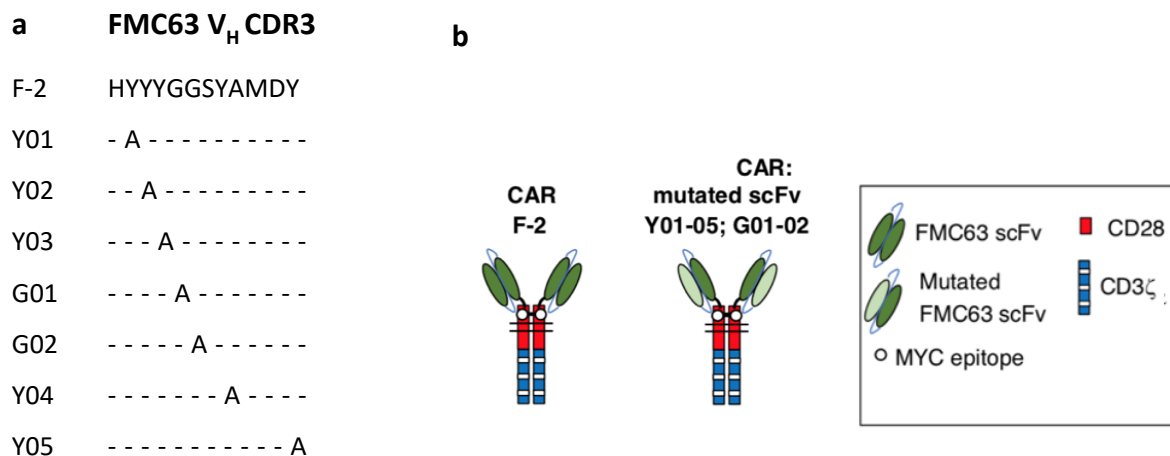 a FMC63 V_H CDR3
F-2 HYYYGGSYAMDY
Y01 - A - - - - - - - - - -
Y02 - - A - - - - - - - - -
Y03 - - - A - - - - - - - -
G01 - - - - A - - - - - - -
G02 - - - - - A - - - - - -
Y04 - - - - - - - A - - - -
Y05 - - - - - - - - - - - A
b
CAR
F-2
CAR:
mutated scFv
Y01-05; G01-02
FMC63 scFv
Mutated
FMC63 scFv
MYC epitope
CD28
CD3ζ